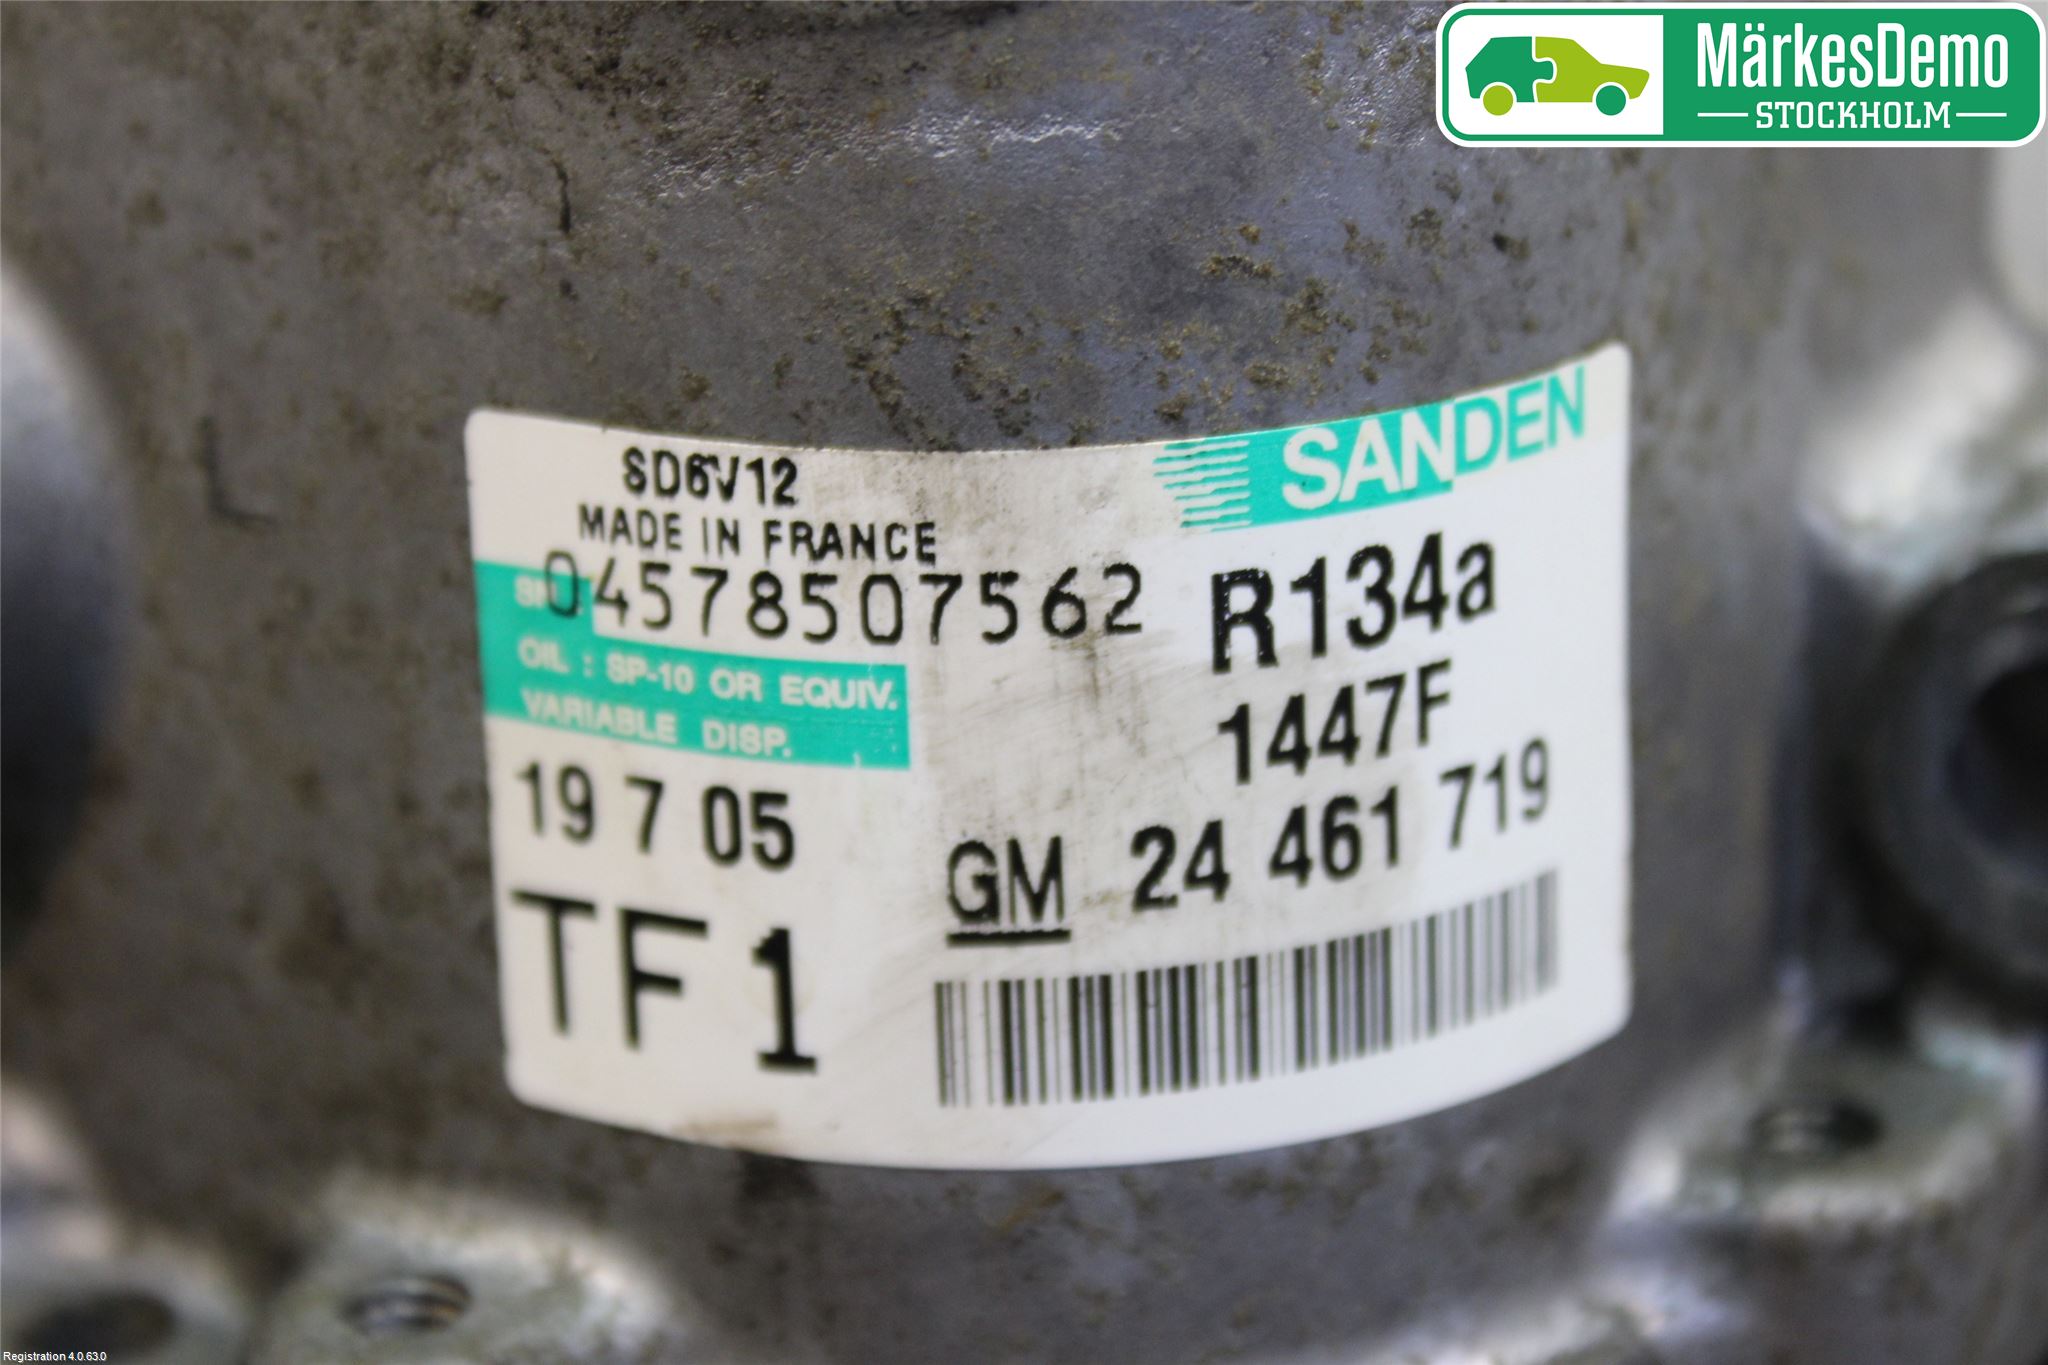 MärkesDemo
STOCKHOLM
SANDEN
SD6V12
MADE IN FRANCE
04578507562
R134a
OIL : SP-10 OR EQUIV.
VARIABLE DISP.
1447F
19 7 05
GM 24 461 719
TF1
Registration 4.0.63.0